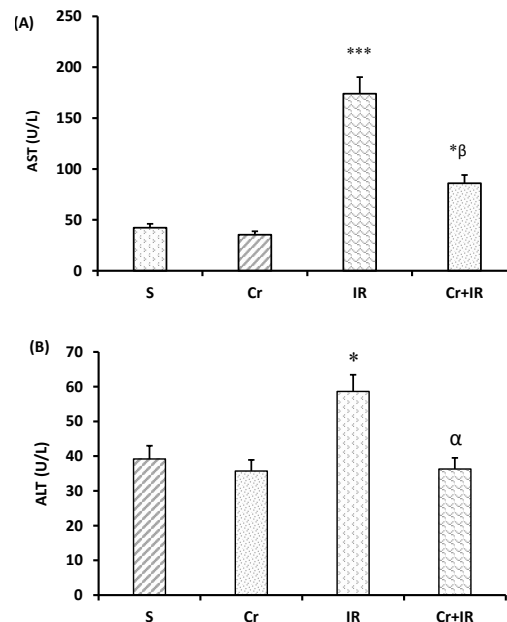 (A)
AST (U/L)
250
200
150
100
50
0
***
*β
S Cr IR Cr+IR
(B)
ALT (U/L)
70
60
50
40
30
20
10
0
*
α
S Cr IR Cr+IR